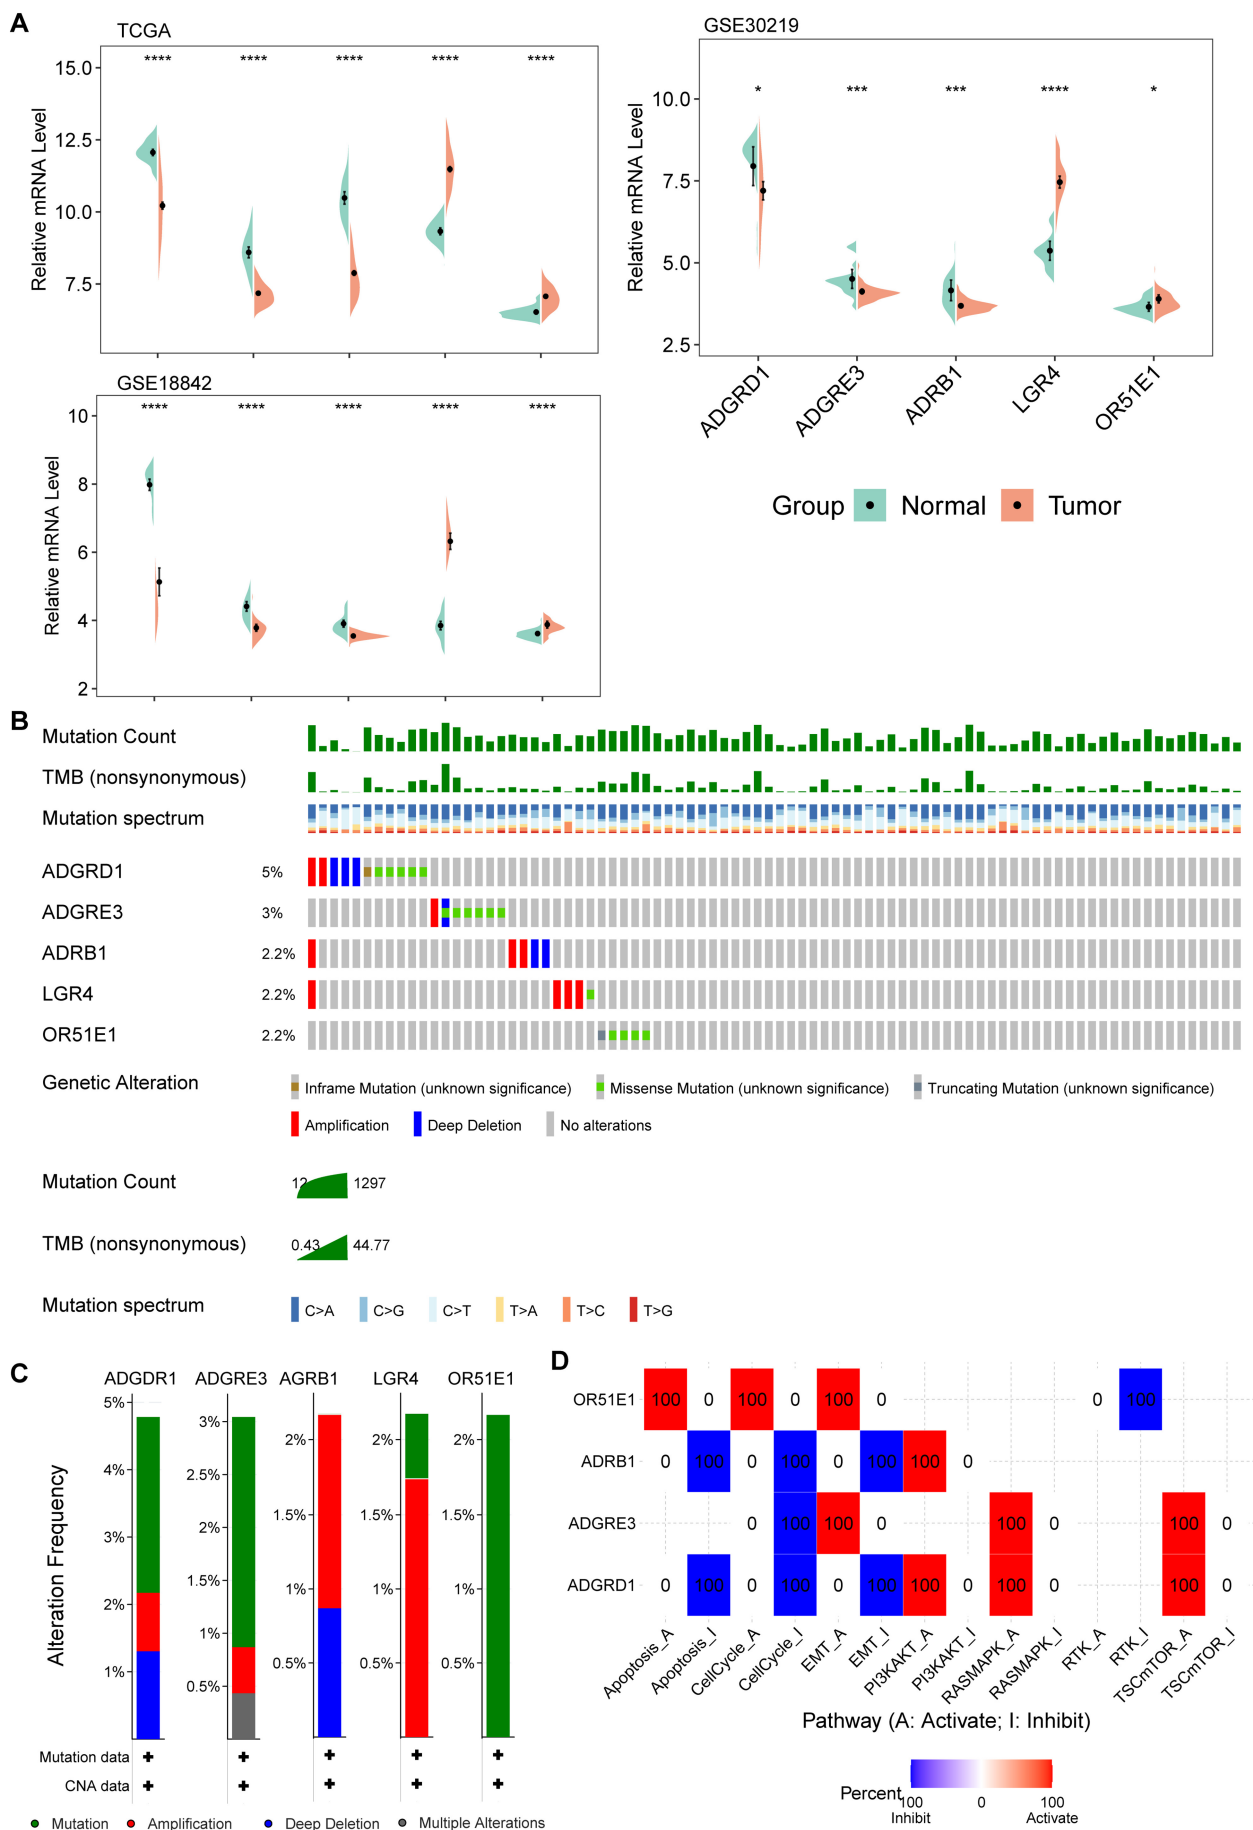 A
TCGA
**** **** **** **** ****
Relative mRNA Level
15.0
12.5
10.0
7.5
GSE30219
* *** *** **** *
Relative mRNA Level
10.0
7.5
5.0
2.5
ADGRD1 ADGRE3 ADRB1 LGR4 OR51E1
GSE18842
**** **** **** **** ****
Relative mRNA Level
10
8
6
4
2
Group Normal Tumor
B
Mutation Count
TMB (nonsynonymous)
Mutation spectrum
ADGRD1 5%
ADGRE3 3%
ADRB1 2.2%
LGR4 2.2%
OR51E1 2.2%
Genetic Alteration Inframe Mutation (unknown significance) Missense Mutation (unknown significance) Truncating Mutation (unknown significance)
Amplification Deep Deletion No alterations
Mutation Count 12 1297
TMB (nonsynonymous) 0.43 44.77
Mutation spectrum C>A C>G C>T T>A T>C T>G
C
ADGDR1 ADGRE3 AGRB1 LGR4 OR51E1
Alteration Frequency
5%
4%
3%
2%
1%
3%
2.5%
2%
1.5%
1%
0.5%
2%
1.5%
1%
0.5%
2%
1.5%
1%
0.5%
2%
1.5%
1%
0.5%
Mutation data + + + + +
CNA data + + + + +
Mutation Amplification Deep Deletion Multiple Alterations
D
OR51E1 100 0 100 0 100 0 0 100
ADRB1 0 100 0 100 0 100 100 0
ADGRE3 0 100 100 0 100 0 100 0
ADGRD1 0 100 0 100 0 100 100 0 100 0 100 0
Apoptosis_A Apoptosis_I CellCycle_A CellCycle_I EMT_A EMT_I PI3KAKT_A PI3KAKT_I RASMAPK_A RASMAPK_I RTK_A RTK_I TSCmTOR_A TSCmTOR_I
Pathway (A: Activate; I: Inhibit)
Percent
100 0 100
Inhibit Activate